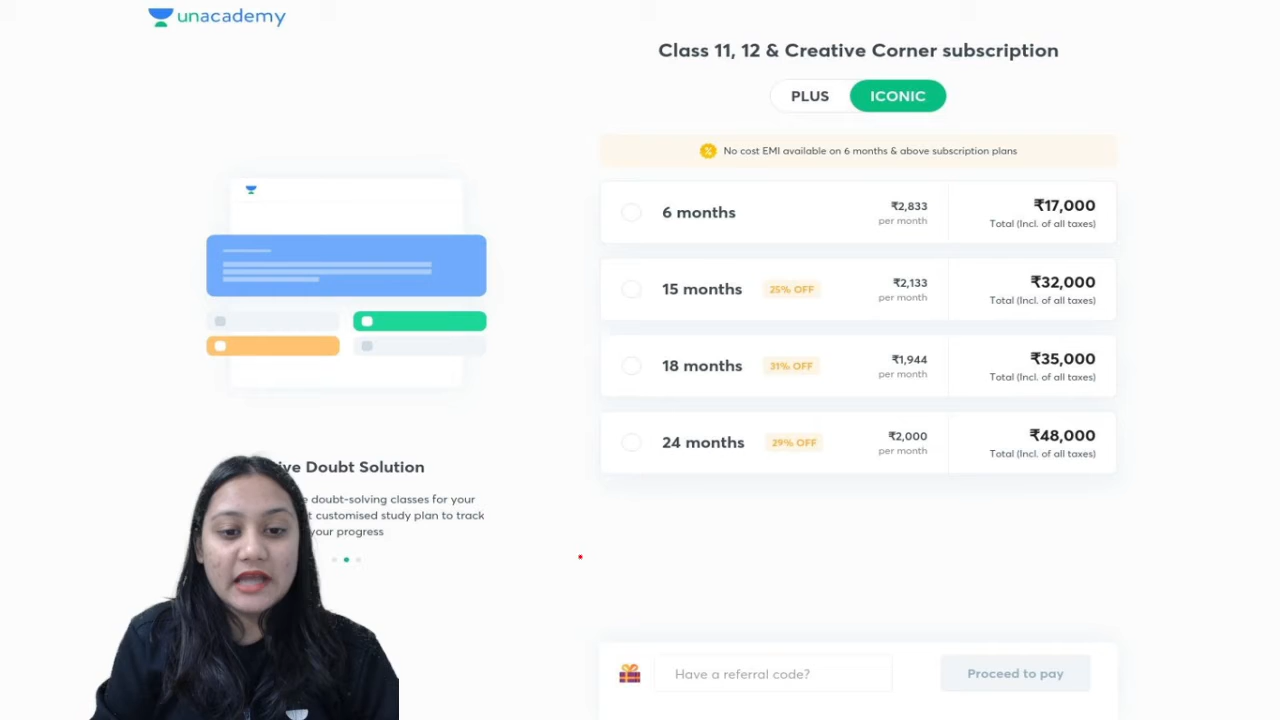 unacademy
Class 11, 12 & Creative Corner subscription
PLUS
ICONIC
No cost EMI available on 6 months & above subscription plans
6 months
₹2,833
per month
₹17,000
Total (Incl. of all taxes)
15 months
25% OFF
₹2,133
per month
₹32,000
Total (Incl. of all taxes)
18 months
31% OFF
₹1,944
per month
₹35,000
Total (Incl. of all taxes)
24 months
29% OFF
₹2,000
per month
₹48,000
Total (Incl. of all taxes)
Doubt Solution
doubt-solving classes for your
customised study plan to track
your progress
Have a referral code?
Proceed to pay